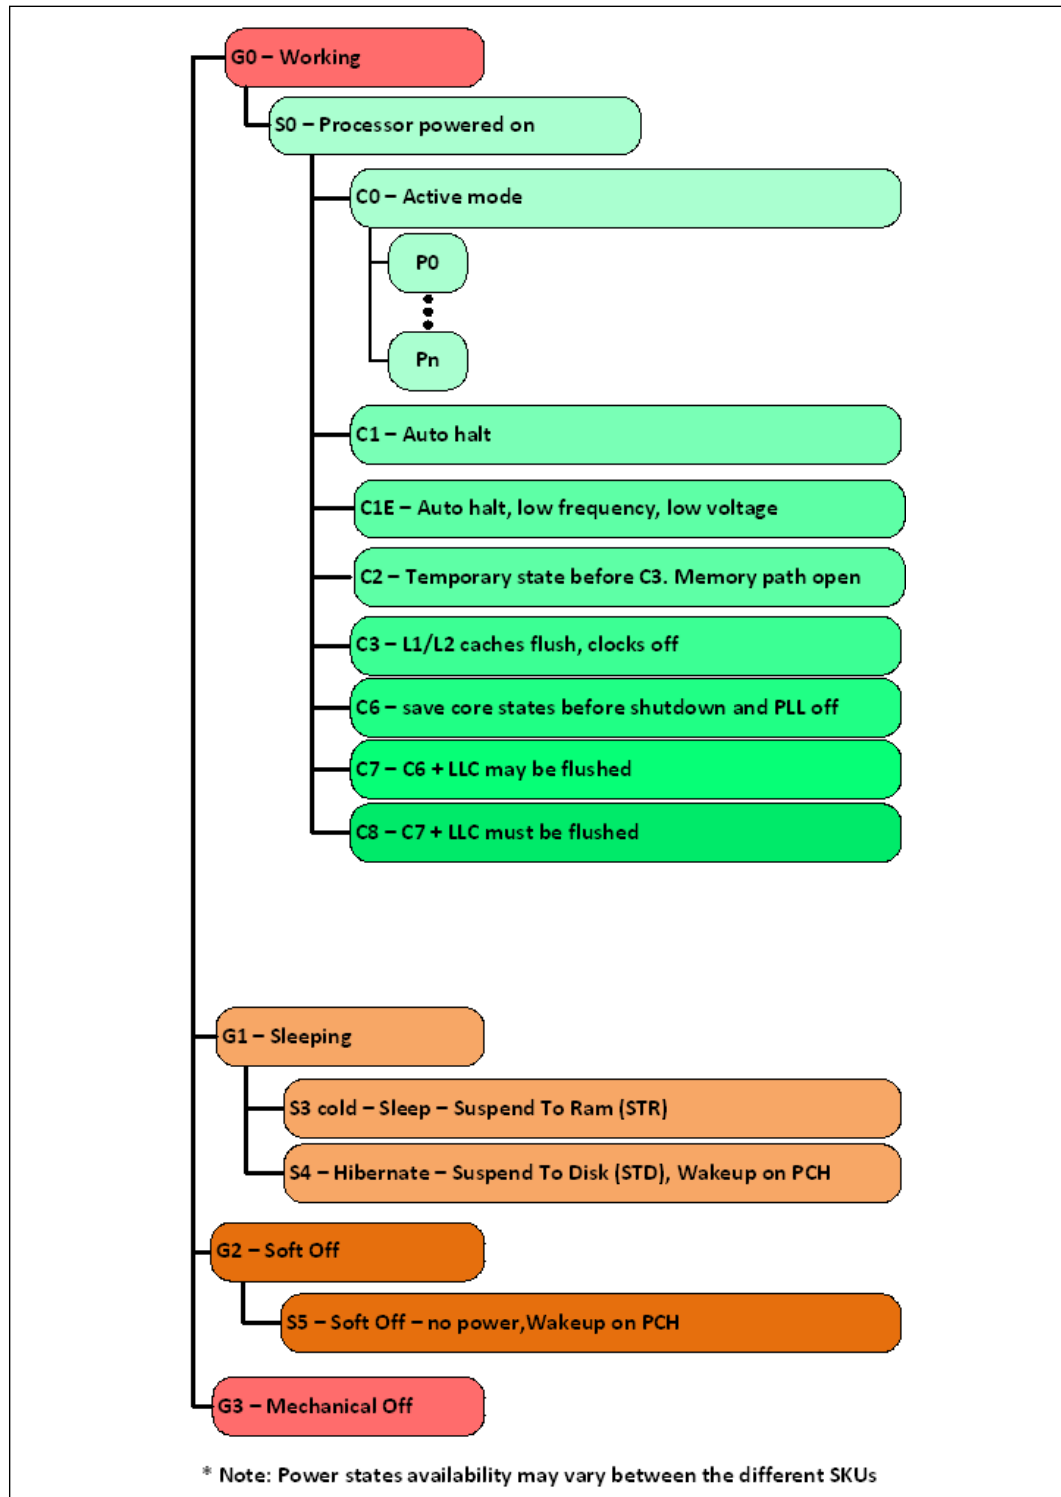 G0 – Working
S0 – Processor powered on
C0 – Active mode
P0
Pn
C1 – Auto halt
C1E – Auto halt, low frequency, low voltage
C2 – Temporary state before C3. Memory path open
C3 – L1/L2 caches flush, clocks off
C6 – save core states before shutdown and PLL off
C7 – C6 + LLC may be flushed
C8 – C7 + LLC must be flushed
G1 – Sleeping
S3 cold – Sleep – Suspend To Ram (STR)
S4 – Hibernate – Suspend To Disk (STD), Wakeup on PCH
G2 – Soft Off
S5 – Soft Off – no power,Wakeup on PCH
G3 – Mechanical Off
* Note: Power states availability may vary between the different SKUs